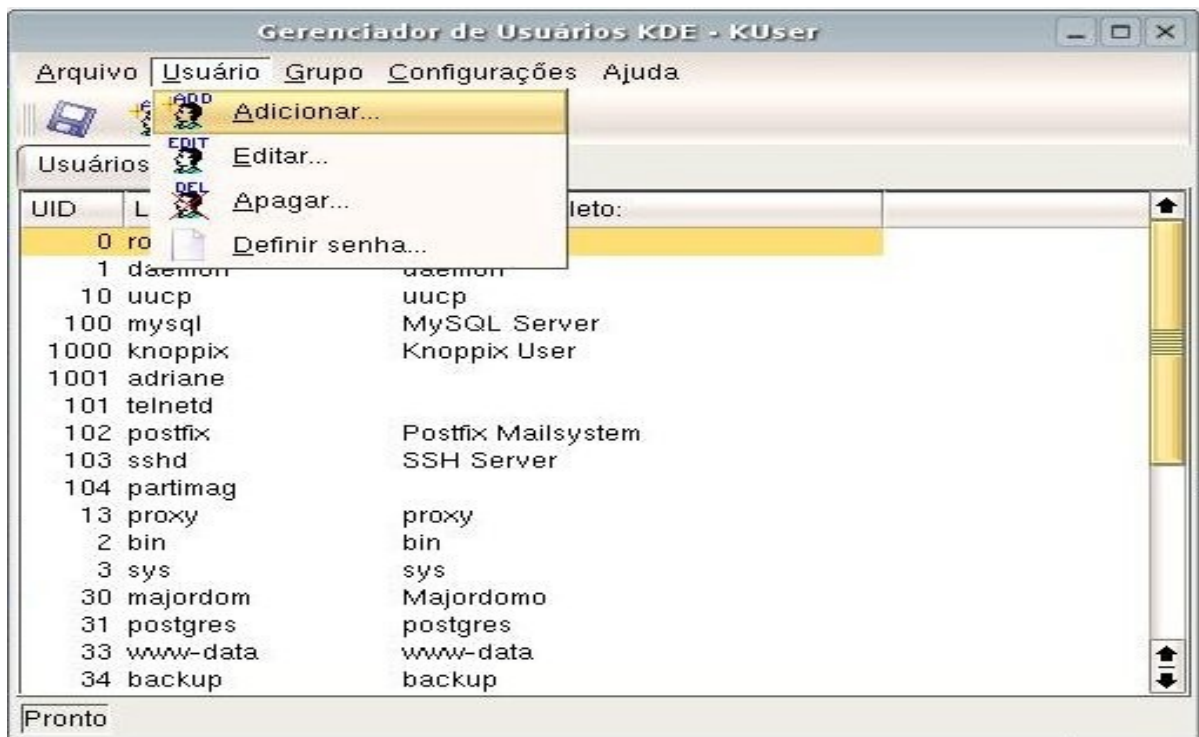 Gerenciador de Usuários KDE - KUser
Arquivo Usuário Grupo Configurações Ajuda
ADD Adicionar...
EDIT Editar...
DEL Apagar...
Definir senha...
Usuários
UID L leto:
0 ro
1 daemon daemon
10 uucp uucp
100 mysql MySQL Server
1000 knoppix Knoppix User
1001 adriane
101 telnetd
102 postfix Postfix Mailsystem
103 sshd SSH Server
104 partimag
13 proxy proxy
2 bin bin
3 sys sys
30 majordom Majordomo
31 postgres postgres
33 www-data www-data
34 backup backup
Pronto